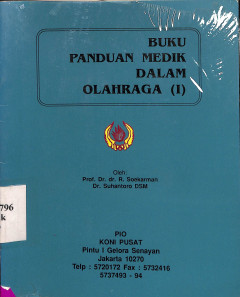 BUKU
PANDUAN MEDIK
DALAM
OLAHRAGA (I)
Oleh:
Prof. Dr. dr. R. Soekarman
Dr. Suhantoro DSM
796
k
PIO
KONI PUSAT
Pintu I Gelora Senayan
Jakarta 10270
Telp : 5720172 Fax : 5732416
5737493 - 94